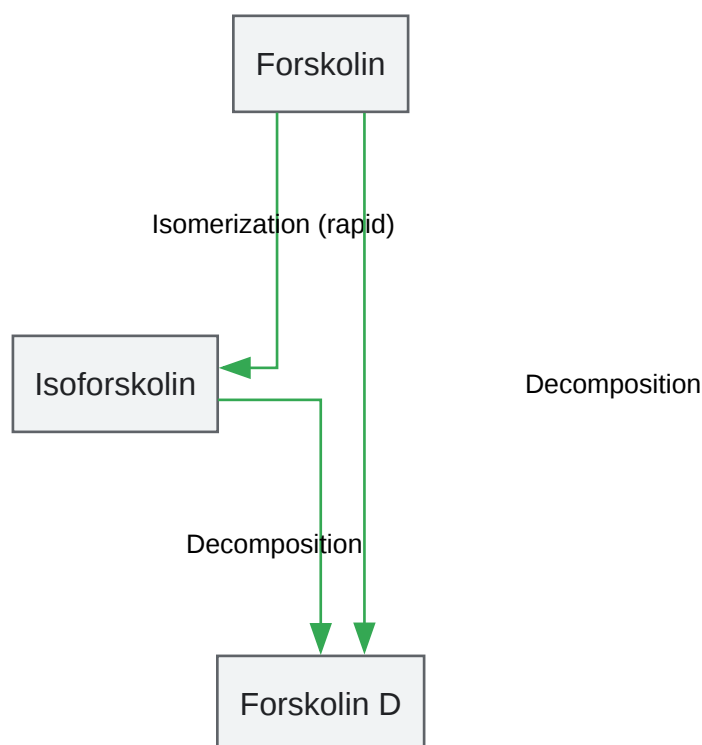 Forskolin
Isomerization (rapid)
Isoforskolin
Decomposition
Decomposition
Forskolin D